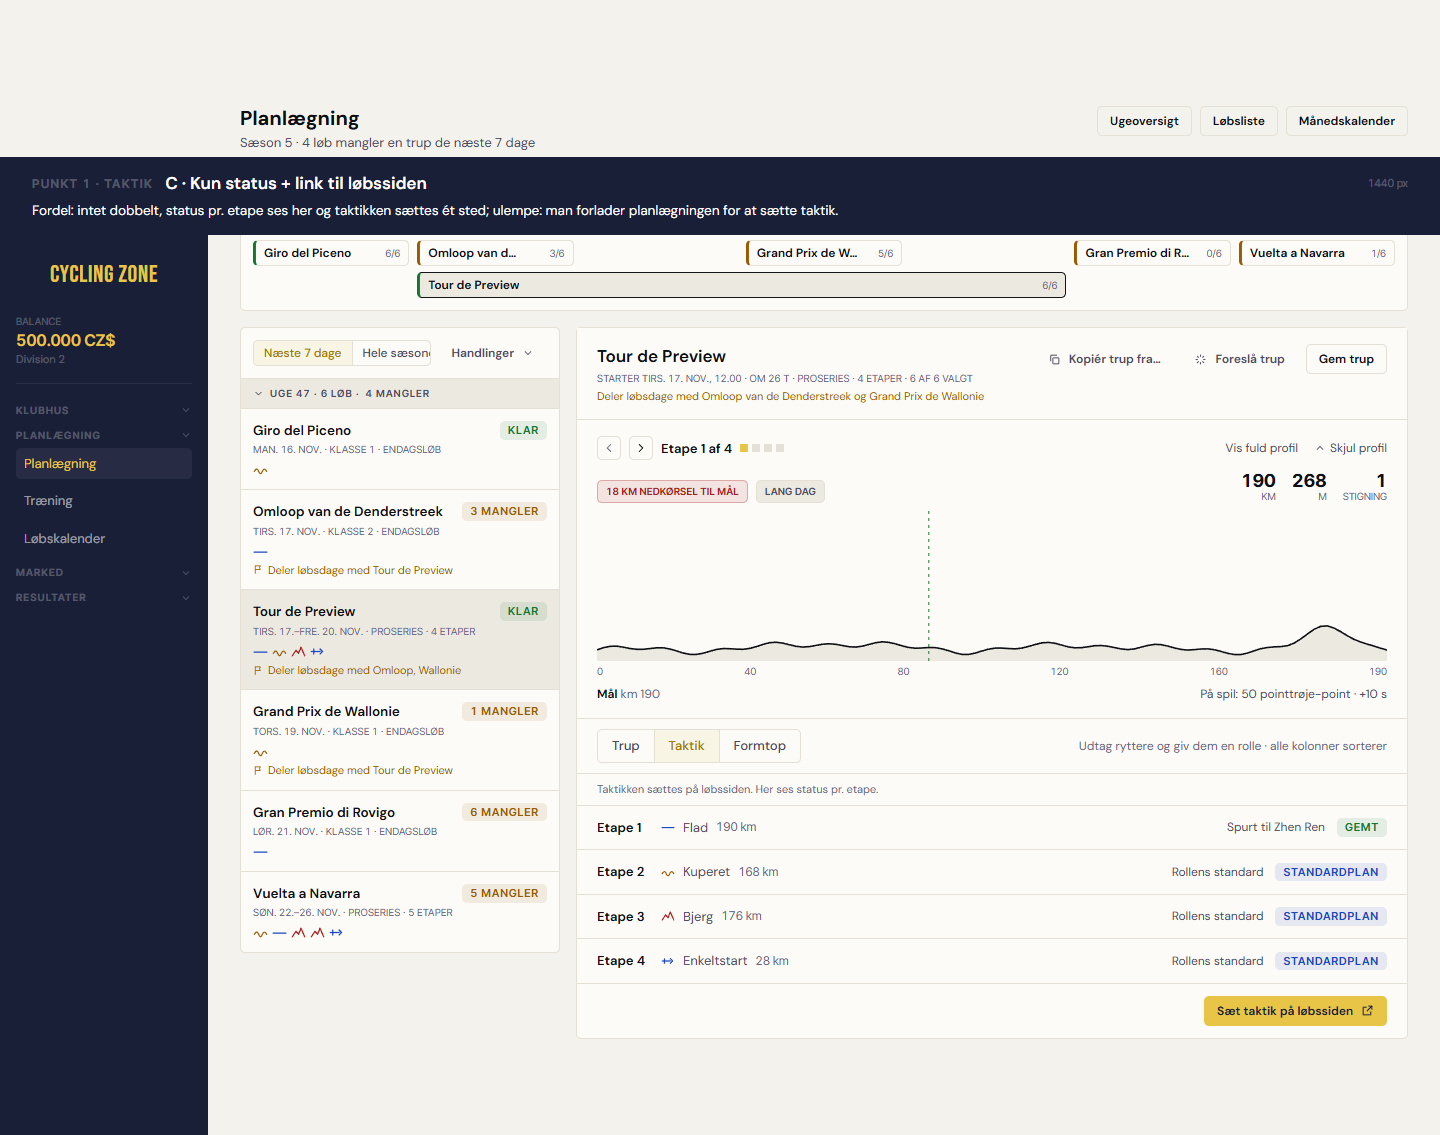 Planlægning
Sæson 5 · 4 løb mangler en trup de næste 7 dage
Ugeoversigt
Løbsliste
Månedskalender
PUNKT 1 · TAKTIK C · Kun status + link til løbssiden
1440 px
Fordel: intet dobbelt, status pr. etape ses her og taktikken sættes ét sted; ulempe: man forlader planlægningen for at sætte taktik.
CYCLING ZONE
BALANCE
500.000 CZ$
Division 2
KLUBHUS
PLANLÆGNING
Planlægning
Træning
Løbskalender
MARKED
RESULTATER
Giro del Piceno 6/6
Omloop van d... 3/6
Grand Prix de W... 5/6
Gran Premio di R... 0/6
Vuelta a Navarra 1/6
Tour de Preview 6/6
Næste 7 dage
Hele sæson
Handlinger
UGE 47 · 6 LØB · 4 MANGLER
Giro del Piceno KLAR
MAN. 16. NOV. · KLASSE 1 · ENDAGSLØB
Omloop van de Denderstreek 3 MANGLER
TIRS. 17. NOV. · KLASSE 2 · ENDAGSLØB
Deler løbsdage med Tour de Preview
Tour de Preview KLAR
TIRS. 17.–FRE. 20. NOV. · PROSERIES · 4 ETAPER
Deler løbsdage med Omloop, Wallonie
Grand Prix de Wallonie 1 MANGLER
TORS. 19. NOV. · KLASSE 1 · ENDAGSLØB
Deler løbsdage med Tour de Preview
Gran Premio di Rovigo 6 MANGLER
LØR. 21. NOV. · KLASSE 1 · ENDAGSLØB
Vuelta a Navarra 5 MANGLER
SØN. 22.–26. NOV. · PROSERIES · 5 ETAPER
Tour de Preview
Kopiér trup fra...
Foreslå trup
Gem trup
STARTER TIRS. 17. NOV., 12.00 · OM 26 T · PROSERIES · 4 ETAPER · 6 AF 6 VALGT
Deler løbsdage med Omloop van de Denderstreek og Grand Prix de Wallonie
Etape 1 af 4
Vis fuld profil
Skjul profil
18 KM NEDKØRSEL TIL MÅL
LANG DAG
190 268 1
KM M STIGNING
0 40 80 120 160 190
Mål km 190
På spil: 50 pointtrøje-point · +10 s
Trup
Taktik
Formtop
Udtag ryttere og giv dem en rolle · alle kolonner sorterer
Taktikken sættes på løbssiden. Her ses status pr. etape.
Etape 1 Flad 190 km Spurt til Zhen Ren GEMT
Etape 2 Kuperet 168 km Rollens standard STANDARDPLAN
Etape 3 Bjerg 176 km Rollens standard STANDARDPLAN
Etape 4 Enkeltstart 28 km Rollens standard STANDARDPLAN
Sæt taktik på løbssiden